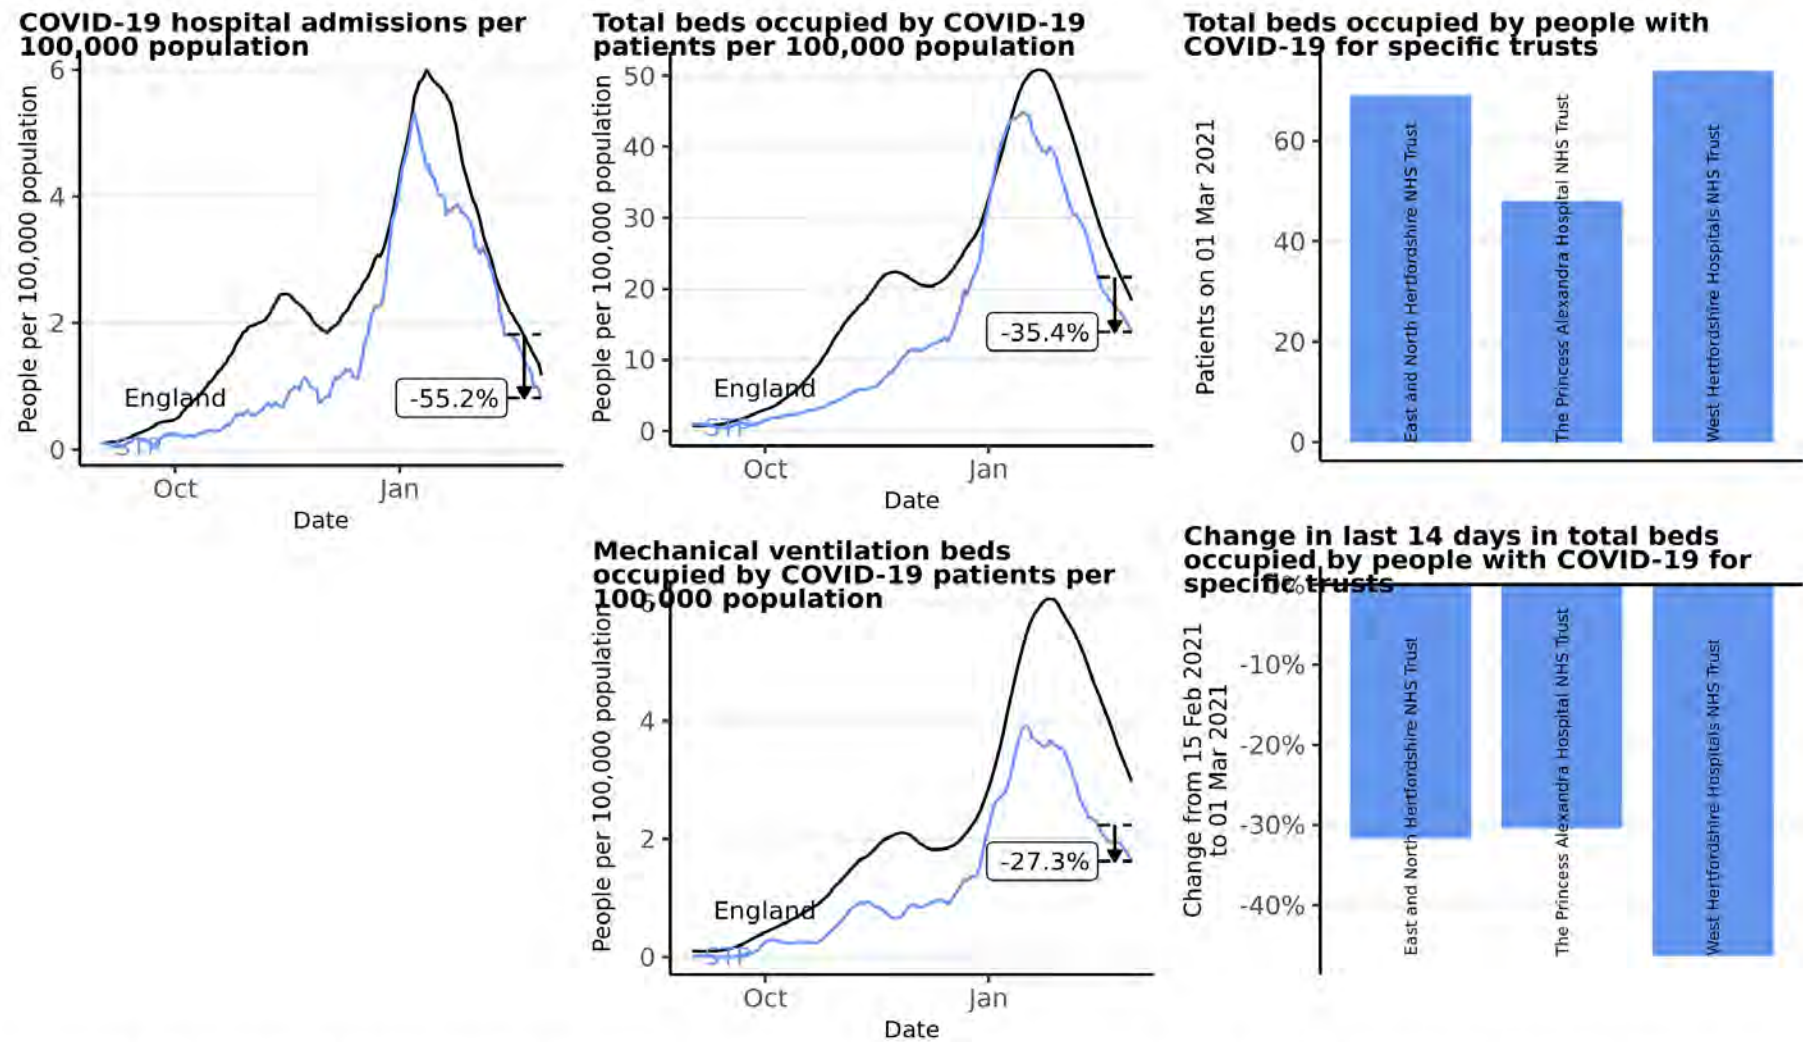 COVID-19 hospital admissions per
100,000 population
People per 100,000 population
6
4
2
0
England
STP
-55.2%
Oct
Jan
Date
Total beds occupied by COVID-19
patients per 100,000 population
People per 100,000 population
50
40
30
20
10
0
England
STP
-35.4%
Oct
Jan
Date
Total beds occupied by people with
COVID-19 for specific trusts
Patients on 01 Mar 2021
60
40
20
0
East and North Hertfordshire NHS Trust
The Princess Alexandra Hospital NHS Trust
West Hertfordshire Hospitals NHS Trust
Mechanical ventilation beds
occupied by COVID-19 patients per
100,000 population
People per 100,000 population
6
4
2
0
England
STP
-27.3%
Oct
Jan
Date
Change in last 14 days in total beds
occupied by people with COVID-19 for
specific trusts
Change from 15 Feb 2021
to 01 Mar 2021
0%
-10%
-20%
-30%
-40%
East and North Hertfordshire NHS Trust
The Princess Alexandra Hospital NHS Trust
West Hertfordshire Hospitals NHS Trust